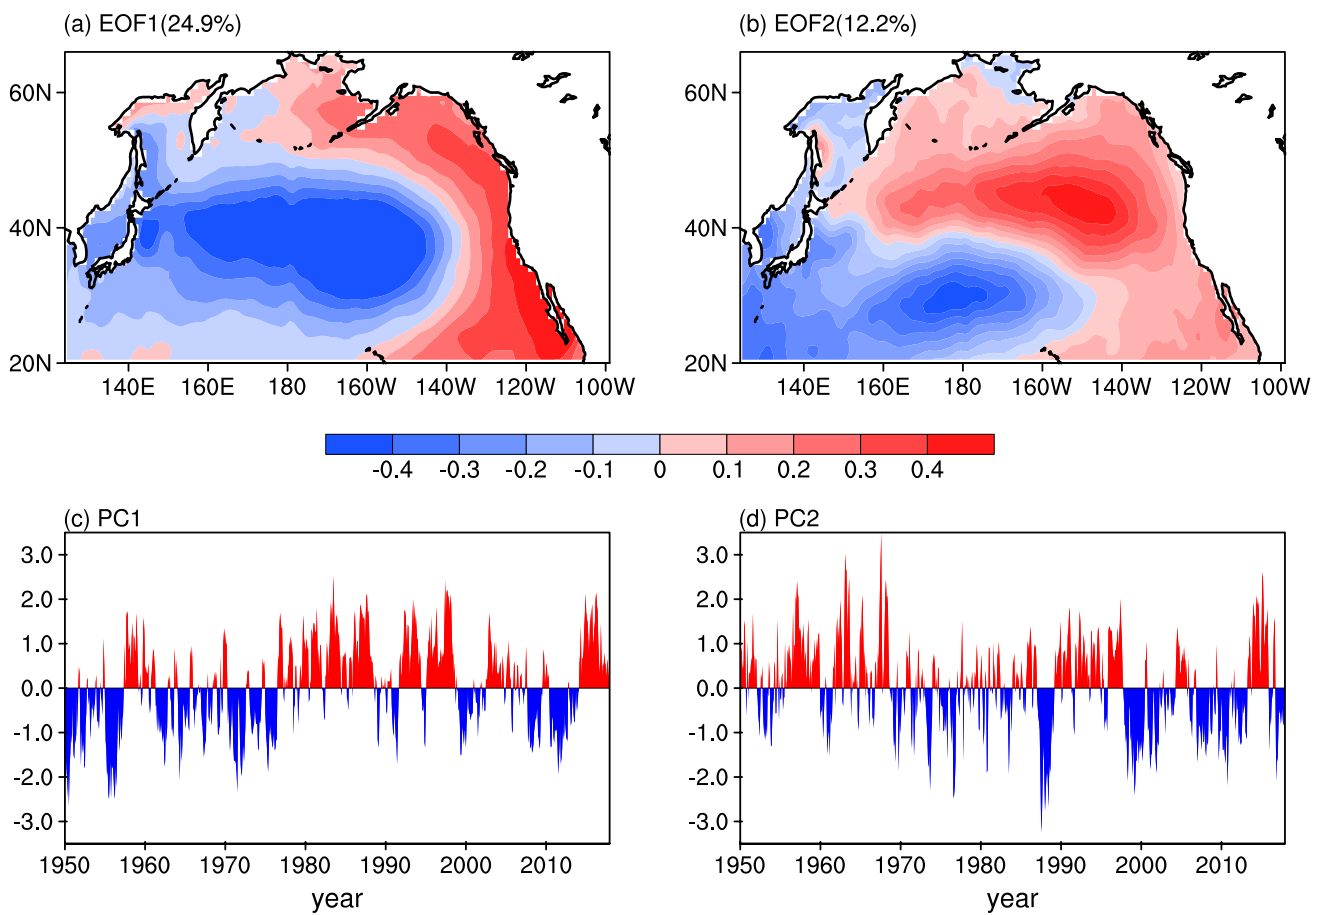 (a) EOF1(24.9%)
(b) EOF2(12.2%)
60N
40N
20N
140E 160E 180 160W 140W 120W 100W
60N
40N
20N
140E 160E 180 160W 140W 120W 100W
-0.4 -0.3 -0.2 -0.1 0 0.1 0.2 0.3 0.4
(c) PC1
3.0
2.0
1.0
0.0
-1.0
-2.0
-3.0
1950 1960 1970 1980 1990 2000 2010
year
(d) PC2
3.0
2.0
1.0
0.0
-1.0
-2.0
-3.0
1950 1960 1970 1980 1990 2000 2010
year